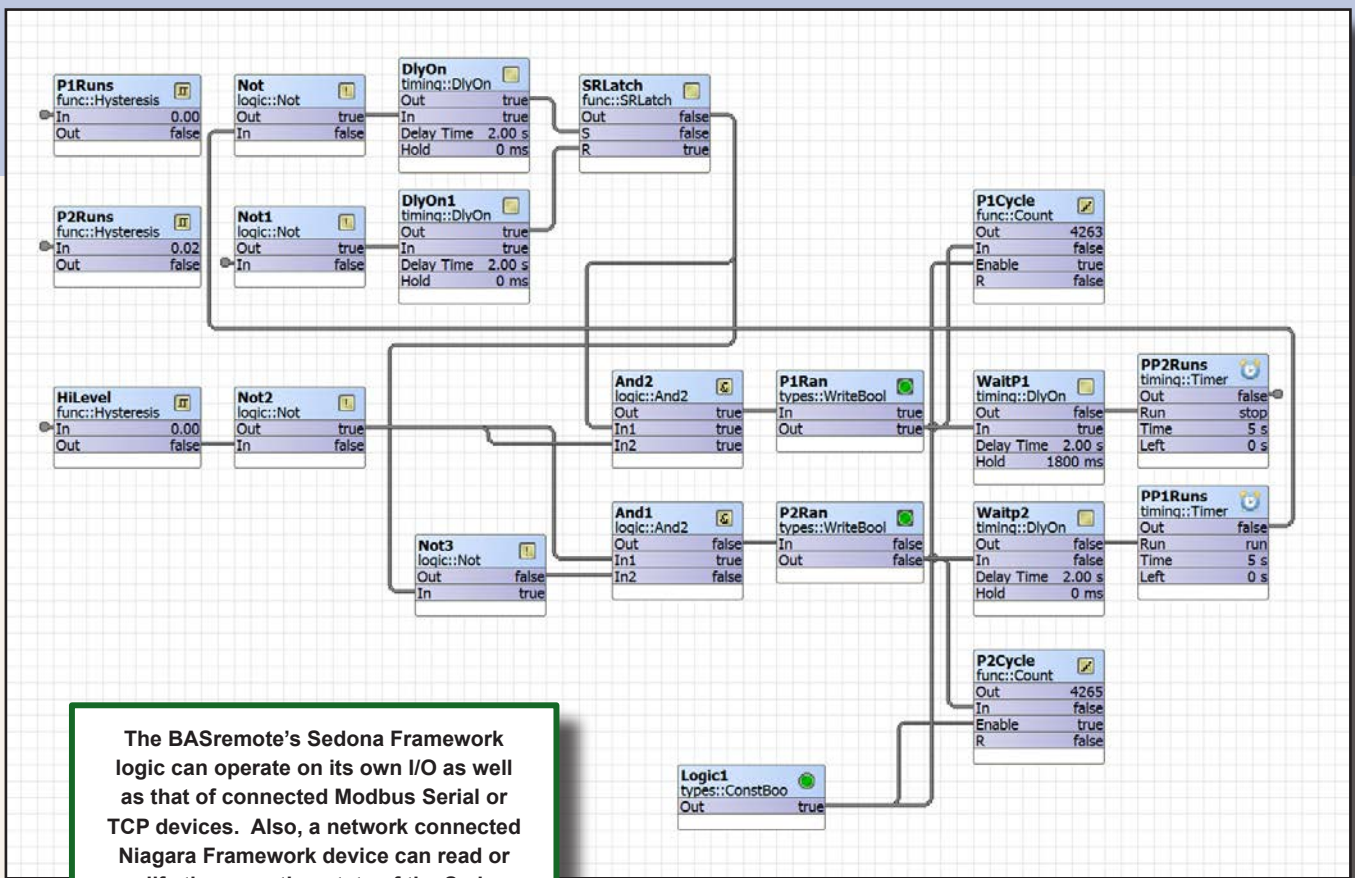 P1Runs
func::Hysteresis
In 0.00
Out false
Not
logic::Not
Out true
In false
DlyOn
timing::DlyOn
Out true
In true
Delay Time 2.00 s
Hold 0 ms
SRLatch
func::SRLatch
Out false
S false
R true
P2Runs
func::Hysteresis
In 0.02
Out false
Not1
logic::Not
Out true
In false
DlyOn1
timing::DlyOn
Out true
In true
Delay Time 2.00 s
Hold 0 ms
P1Cycle
func::Count
Out 4263
In false
Enable true
R false
HiLevel
func::Hysteresis
In 0.00
Out false
Not2
logic::Not
Out true
In false
And2
logic::And2
Out true
In1 true
In2 true
P1Ran
types::WriteBool
In true
Out true
WaitP1
timing::DlyOn
Out false
In true
Delay Time 2.00 s
Hold 1800 ms
PP2Runs
timing::Timer
Out false
Run stop
Time 5 s
Left 0 s
Not3
logic::Not
Out false
In true
And1
logic::And2
Out false
In1 true
In2 false
P2Ran
types::WriteBool
In false
Out false
Waitp2
timing::DlyOn
Out false
In false
Delay Time 2.00 s
Hold 0 ms
PP1Runs
timing::Timer
Out false
Run run
Time 5 s
Left 0 s
P2Cycle
func::Count
Out 4265
In false
Enable true
R false
Logic1
types::ConstBoo
Out true
The BASremote's Sedona Framework
logic can operate on its own I/O as well
as that of connected Modbus Serial or
TCP devices. Also, a network connected
Niagara Framework device can read or